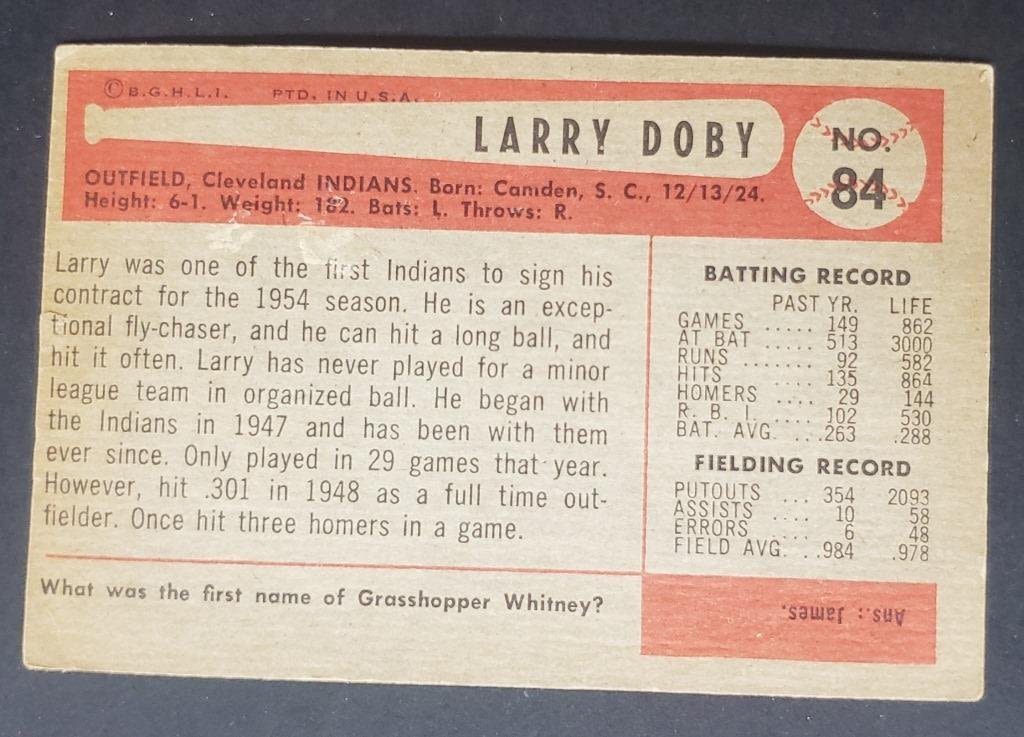 © B.G.H.L.I. PTD. IN U.S.A.
LARRY DOBY
NO.
84
OUTFIELD, Cleveland INDIANS. Born: Camden, S. C., 12/13/24.
Height: 6-1. Weight: 182. Bats: L. Throws: R.
Larry was one of the first Indians to sign his
contract for the 1954 season. He is an excep-
tional fly-chaser, and he can hit a long ball, and
hit it often. Larry has never played for a minor
league team in organized ball. He began with
the Indians in 1947 and has been with them
ever since. Only played in 29 games that year.
However, hit .301 in 1948 as a full time out-
fielder. Once hit three homers in a game.
BATTING RECORD
PAST YR. LIFE
GAMES ..... 149 862
AT BAT ..... 513 3000
RUNS ....... 92 582
HITS ...... 135 864
HOMERS .... 29 144
R. B. I. .... 102 530
BAT. AVG. ...263 .288
FIELDING RECORD
PUTOUTS ... 354 2093
ASSISTS .... 10 58
ERRORS .... 6 48
FIELD AVG. ..984 .978
What was the first name of Grasshopper Whitney?
Ans.: James.